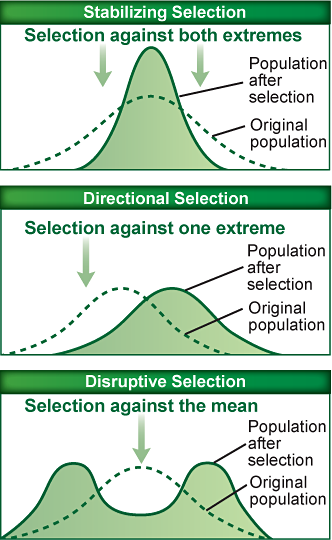 Stabilizing Selection
Selection against both extremes
Population
after
selection
Original
population
Directional Selection
Selection against one extreme
Population
after
selection
Original
population
Disruptive Selection
Selection against the mean
Population
after
selection
Original
population